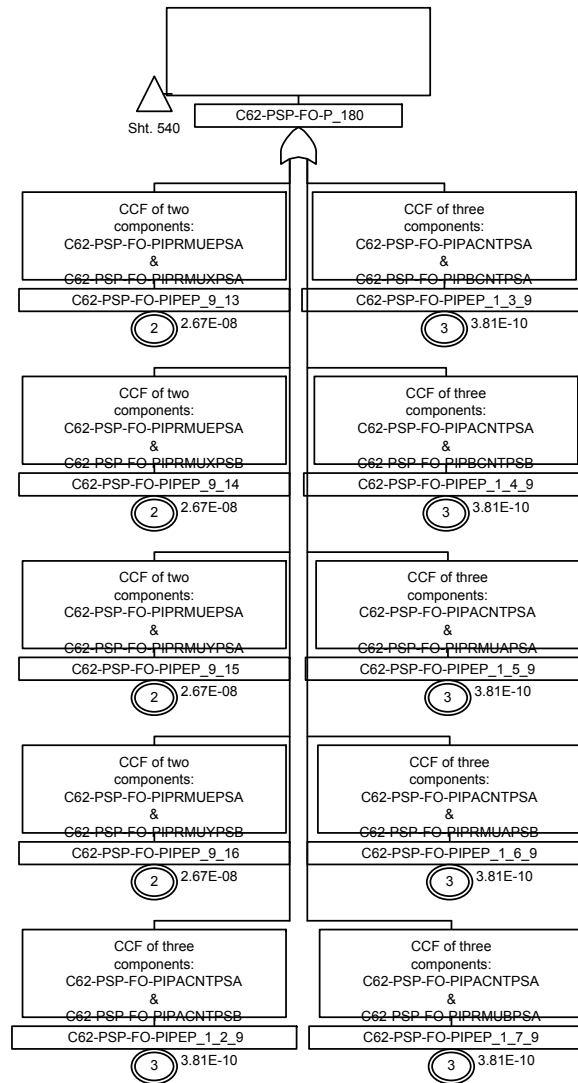 Sht. 540
C62-PSP-FO-P_180
CCF of two
components:
C62-PSP-FO-PIPRMUEPSA
&
C62-PSP-FO-PIPRMUXPSA
C62-PSP-FO-PIPEP_9_13
2
2.67E-08
CCF of three
components:
C62-PSP-FO-PIPACNTPSA
&
C62-PSP-FO-PIPBCNTPSA
C62-PSP-FO-PIPEP_1_3_9
3
3.81E-10
CCF of two
components:
C62-PSP-FO-PIPRMUEPSA
&
C62-PSP-FO-PIPRMUXPSB
C62-PSP-FO-PIPEP_9_14
2
2.67E-08
CCF of three
components:
C62-PSP-FO-PIPACNTPSA
&
C62-PSP-FO-PIPBCNTPSB
C62-PSP-FO-PIPEP_1_4_9
3
3.81E-10
CCF of two
components:
C62-PSP-FO-PIPRMUEPSA
&
C62-PSP-FO-PIPRMUYPSA
C62-PSP-FO-PIPEP_9_15
2
2.67E-08
CCF of three
components:
C62-PSP-FO-PIPACNTPSA
&
C62-PSP-FO-PIPRMUAPSA
C62-PSP-FO-PIPEP_1_5_9
3
3.81E-10
CCF of two
components:
C62-PSP-FO-PIPRMUEPSA
&
C62-PSP-FO-PIPRMUYPSB
C62-PSP-FO-PIPEP_9_16
2
2.67E-08
CCF of three
components:
C62-PSP-FO-PIPACNTPSA
&
C62-PSP-FO-PIPRMUAPSB
C62-PSP-FO-PIPEP_1_6_9
3
3.81E-10
CCF of three
components:
C62-PSP-FO-PIPACNTPSA
&
C62-PSP-FO-PIPACNTPSB
C62-PSP-FO-PIPEP_1_2_9
3
3.81E-10
CCF of three
components:
C62-PSP-FO-PIPACNTPSA
&
C62-PSP-FO-PIPRMUBPSA
C62-PSP-FO-PIPEP_1_7_9
3
3.81E-10